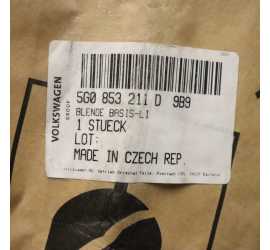 VOLKSWAGEN
GROUP
5G0 853 211 D 9B9
BLENDE BASIS-LI
1 STUECK
LOT:
MADE IN CZECH REP.